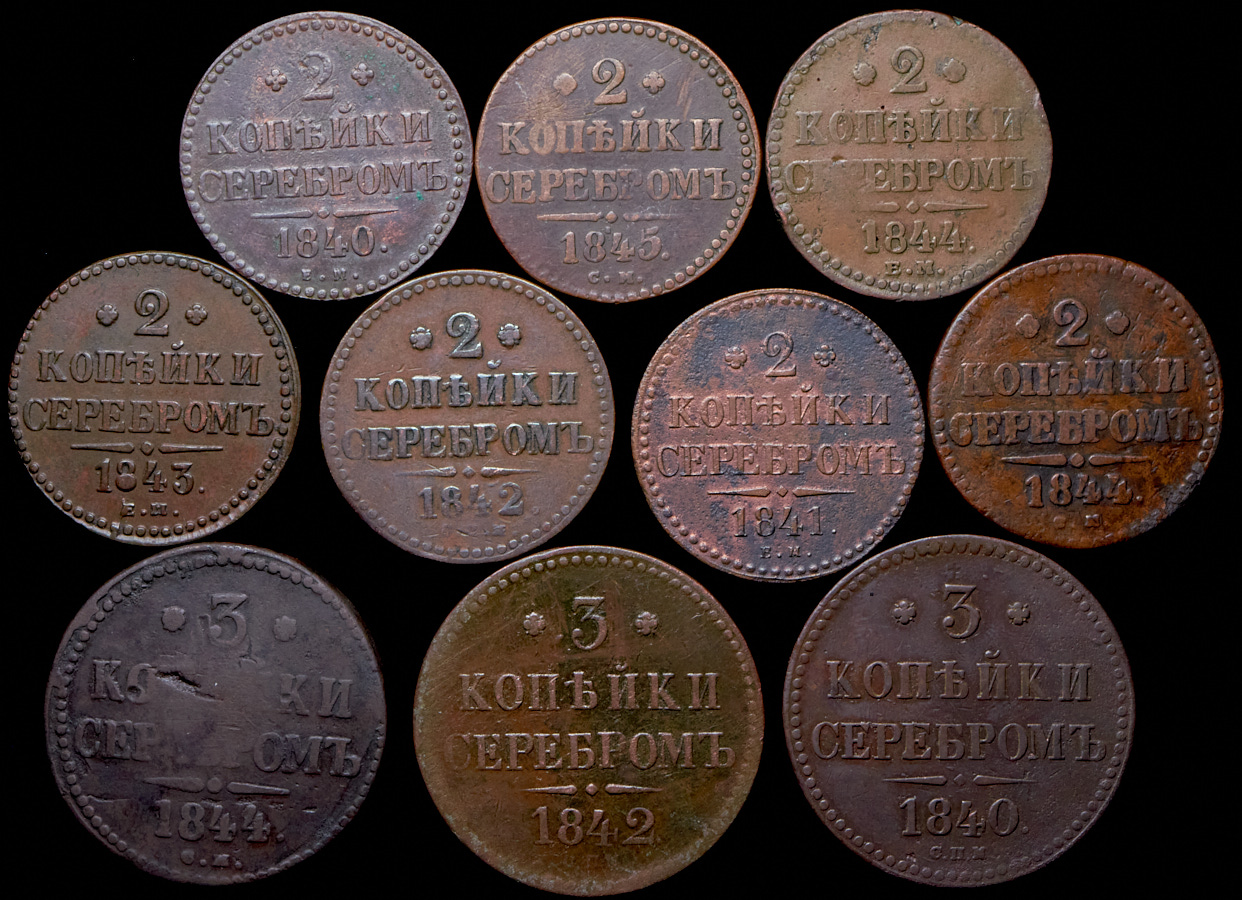 2
КОПѢЙКИ
СЕРЕБРОМЪ
1840.
Е.М.
2
КОПѢЙКИ
СЕРЕБРОМЪ
1845.
С.М.
2
КОПѢЙКИ
СЕРЕБРОМЪ
1844.
Е.М.
2
КОПѢЙКИ
СЕРЕБРОМЪ
1843.
Е.М.
2
КОПѢЙКИ
СЕРЕБРОМЪ
1842.
2
КОПѢЙКИ
СЕРЕБРОМЪ
1841.
Е.М.
2
КОПѢЙКИ
СЕРЕБРОМЪ
1844.
С.М
3
1844.
С.М.
3
КОПѢЙКИ
СЕРЕБРОМЪ
1842
3
КОПѢЙКИ
СЕРЕБРОМЪ
1840.
С.П.М